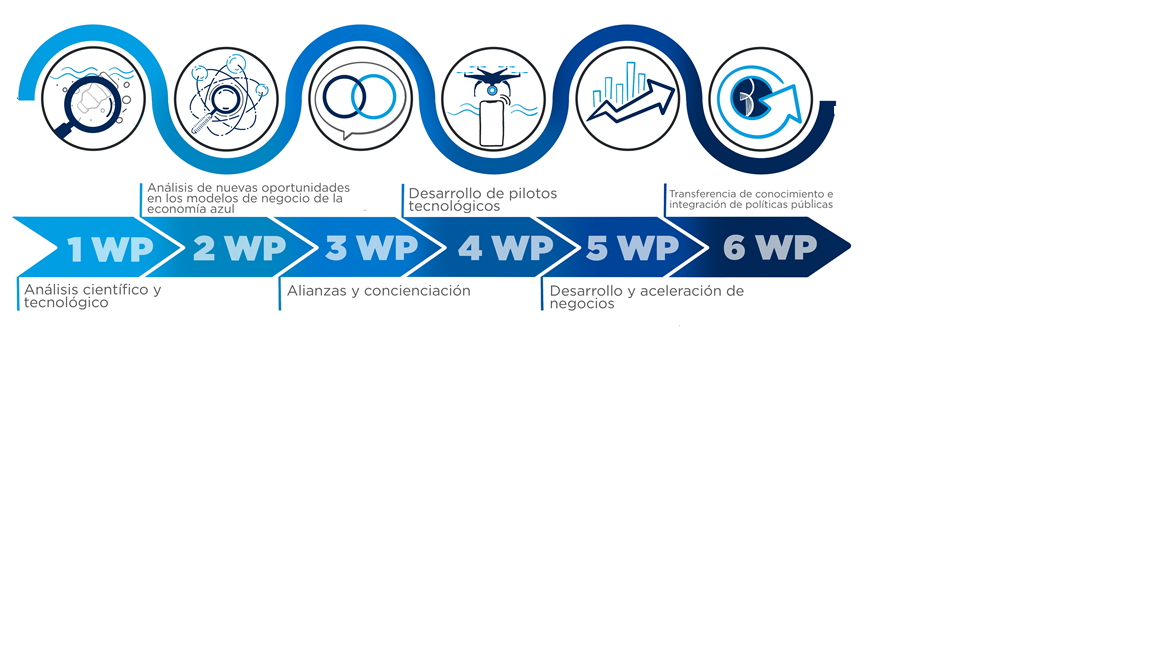 Análisis de nuevas oportunidades
en los modelos de negocio de la
economía azul
Desarrollo de pilotos
tecnológicos
Transferencia de conocimiento e
integración de políticas públicas
1 WP
2 WP
3 WP
4 WP
5 WP
6 WP
Análisis científico y
tecnológico
Alianzas y concienciación
Desarrollo y aceleración de
negocios